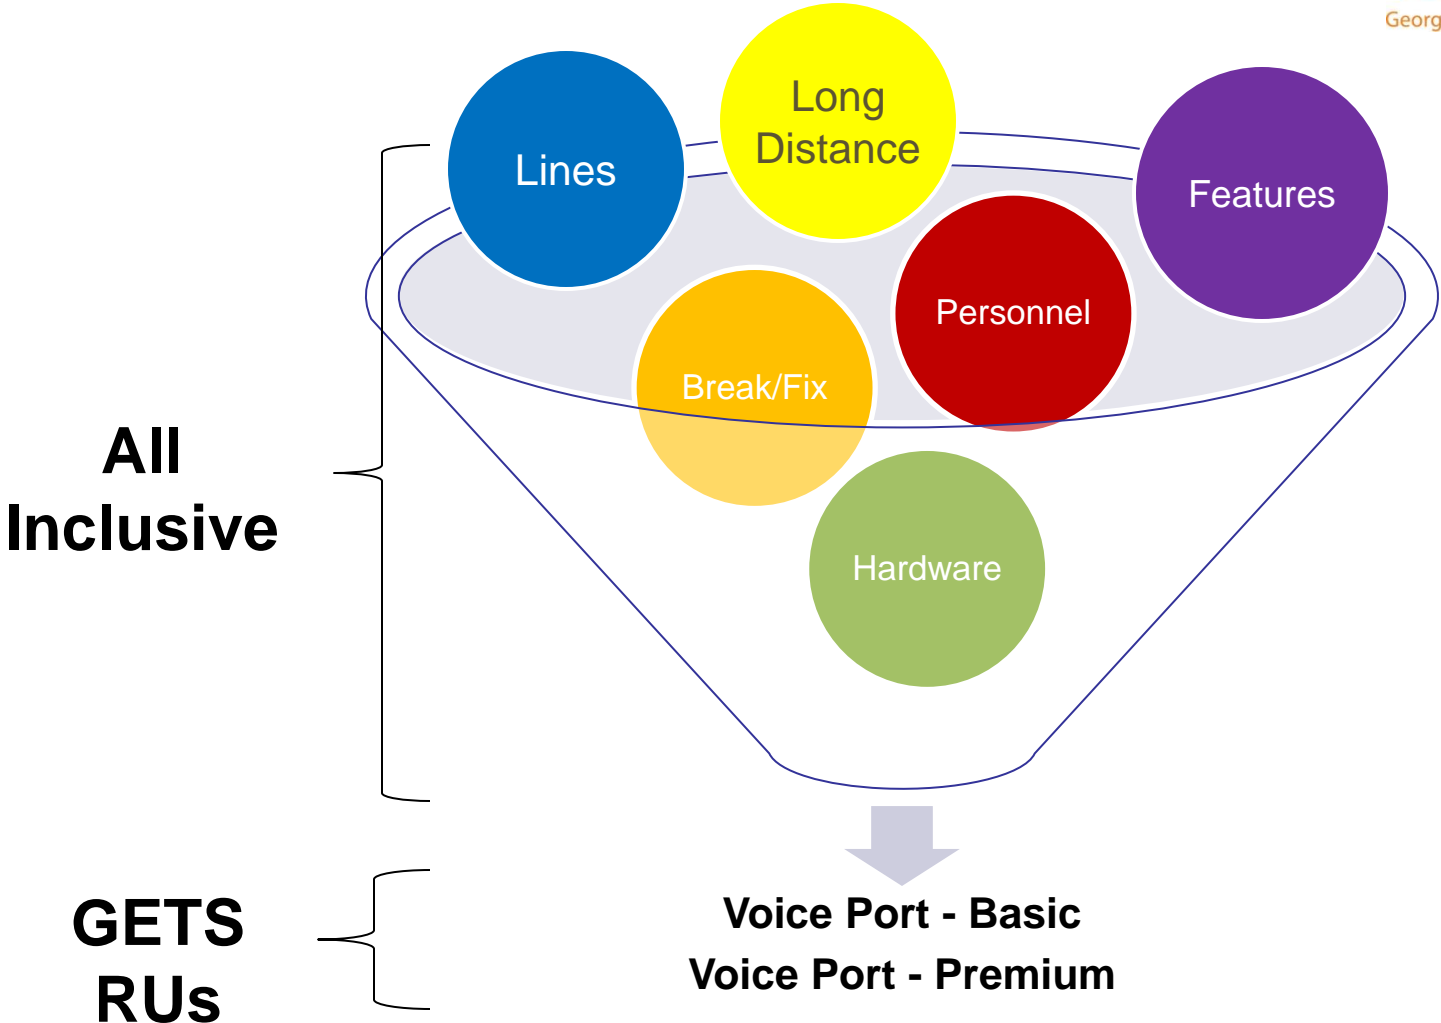 Georg
Long
Distance
Lines
Features
Personnel
Break/Fix
All
Inclusive
Hardware
GETS
RUs
Voice Port - Basic
Voice Port - Premium